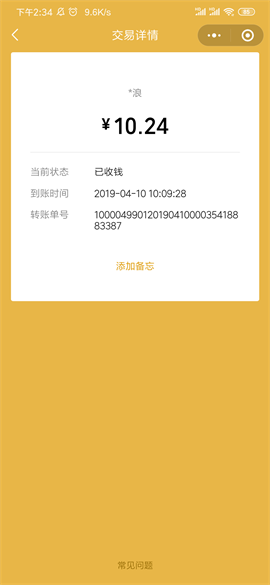 下午2:34 9.6K/s
交易详情
*浪
¥10.24
当前状态 已收钱
到账时间 2019-04-10 10:09:28
转账单号 100004990120190410000354188
83387
添加备忘
常见问题